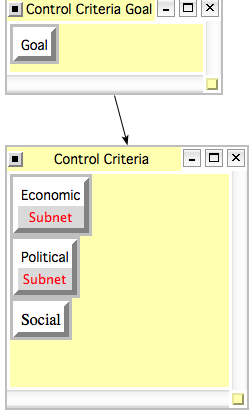 Control Criteria Goal
Goal
Control Criteria
Economic
Subnet
Political
Subnet
Social